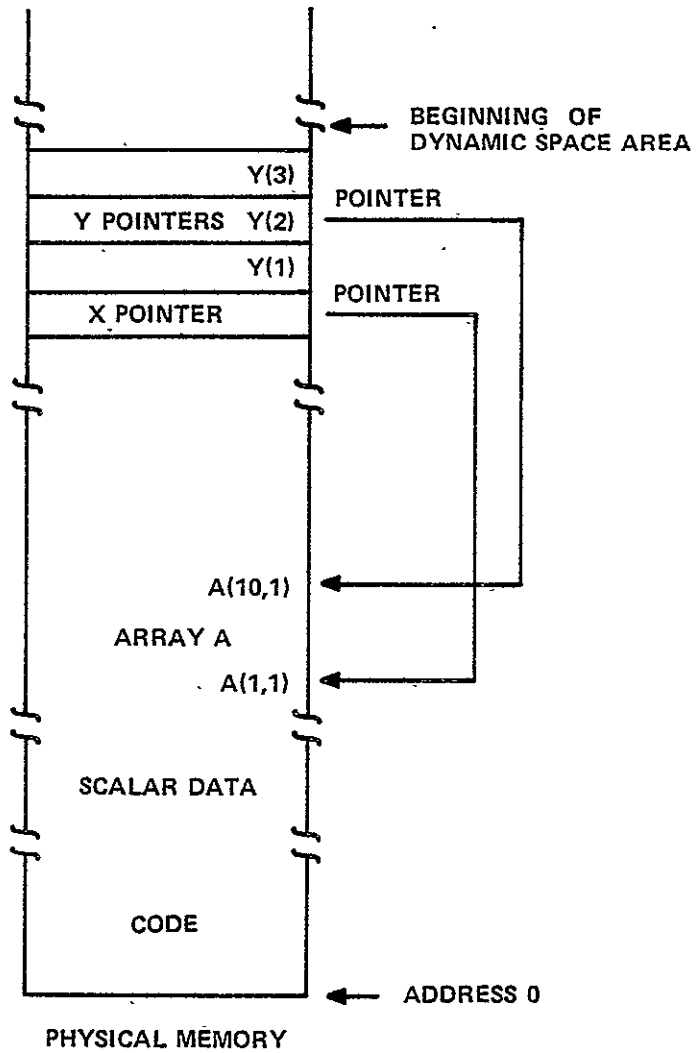 BEGINNING OF
DYNAMIC SPACE AREA
Y(3)
POINTER
Y POINTERS Y(2)
Y(1)
POINTER
X POINTER
A(10,1)
ARRAY A
A(1,1)
SCALAR DATA
CODE
ADDRESS 0
PHYSICAL MEMORY